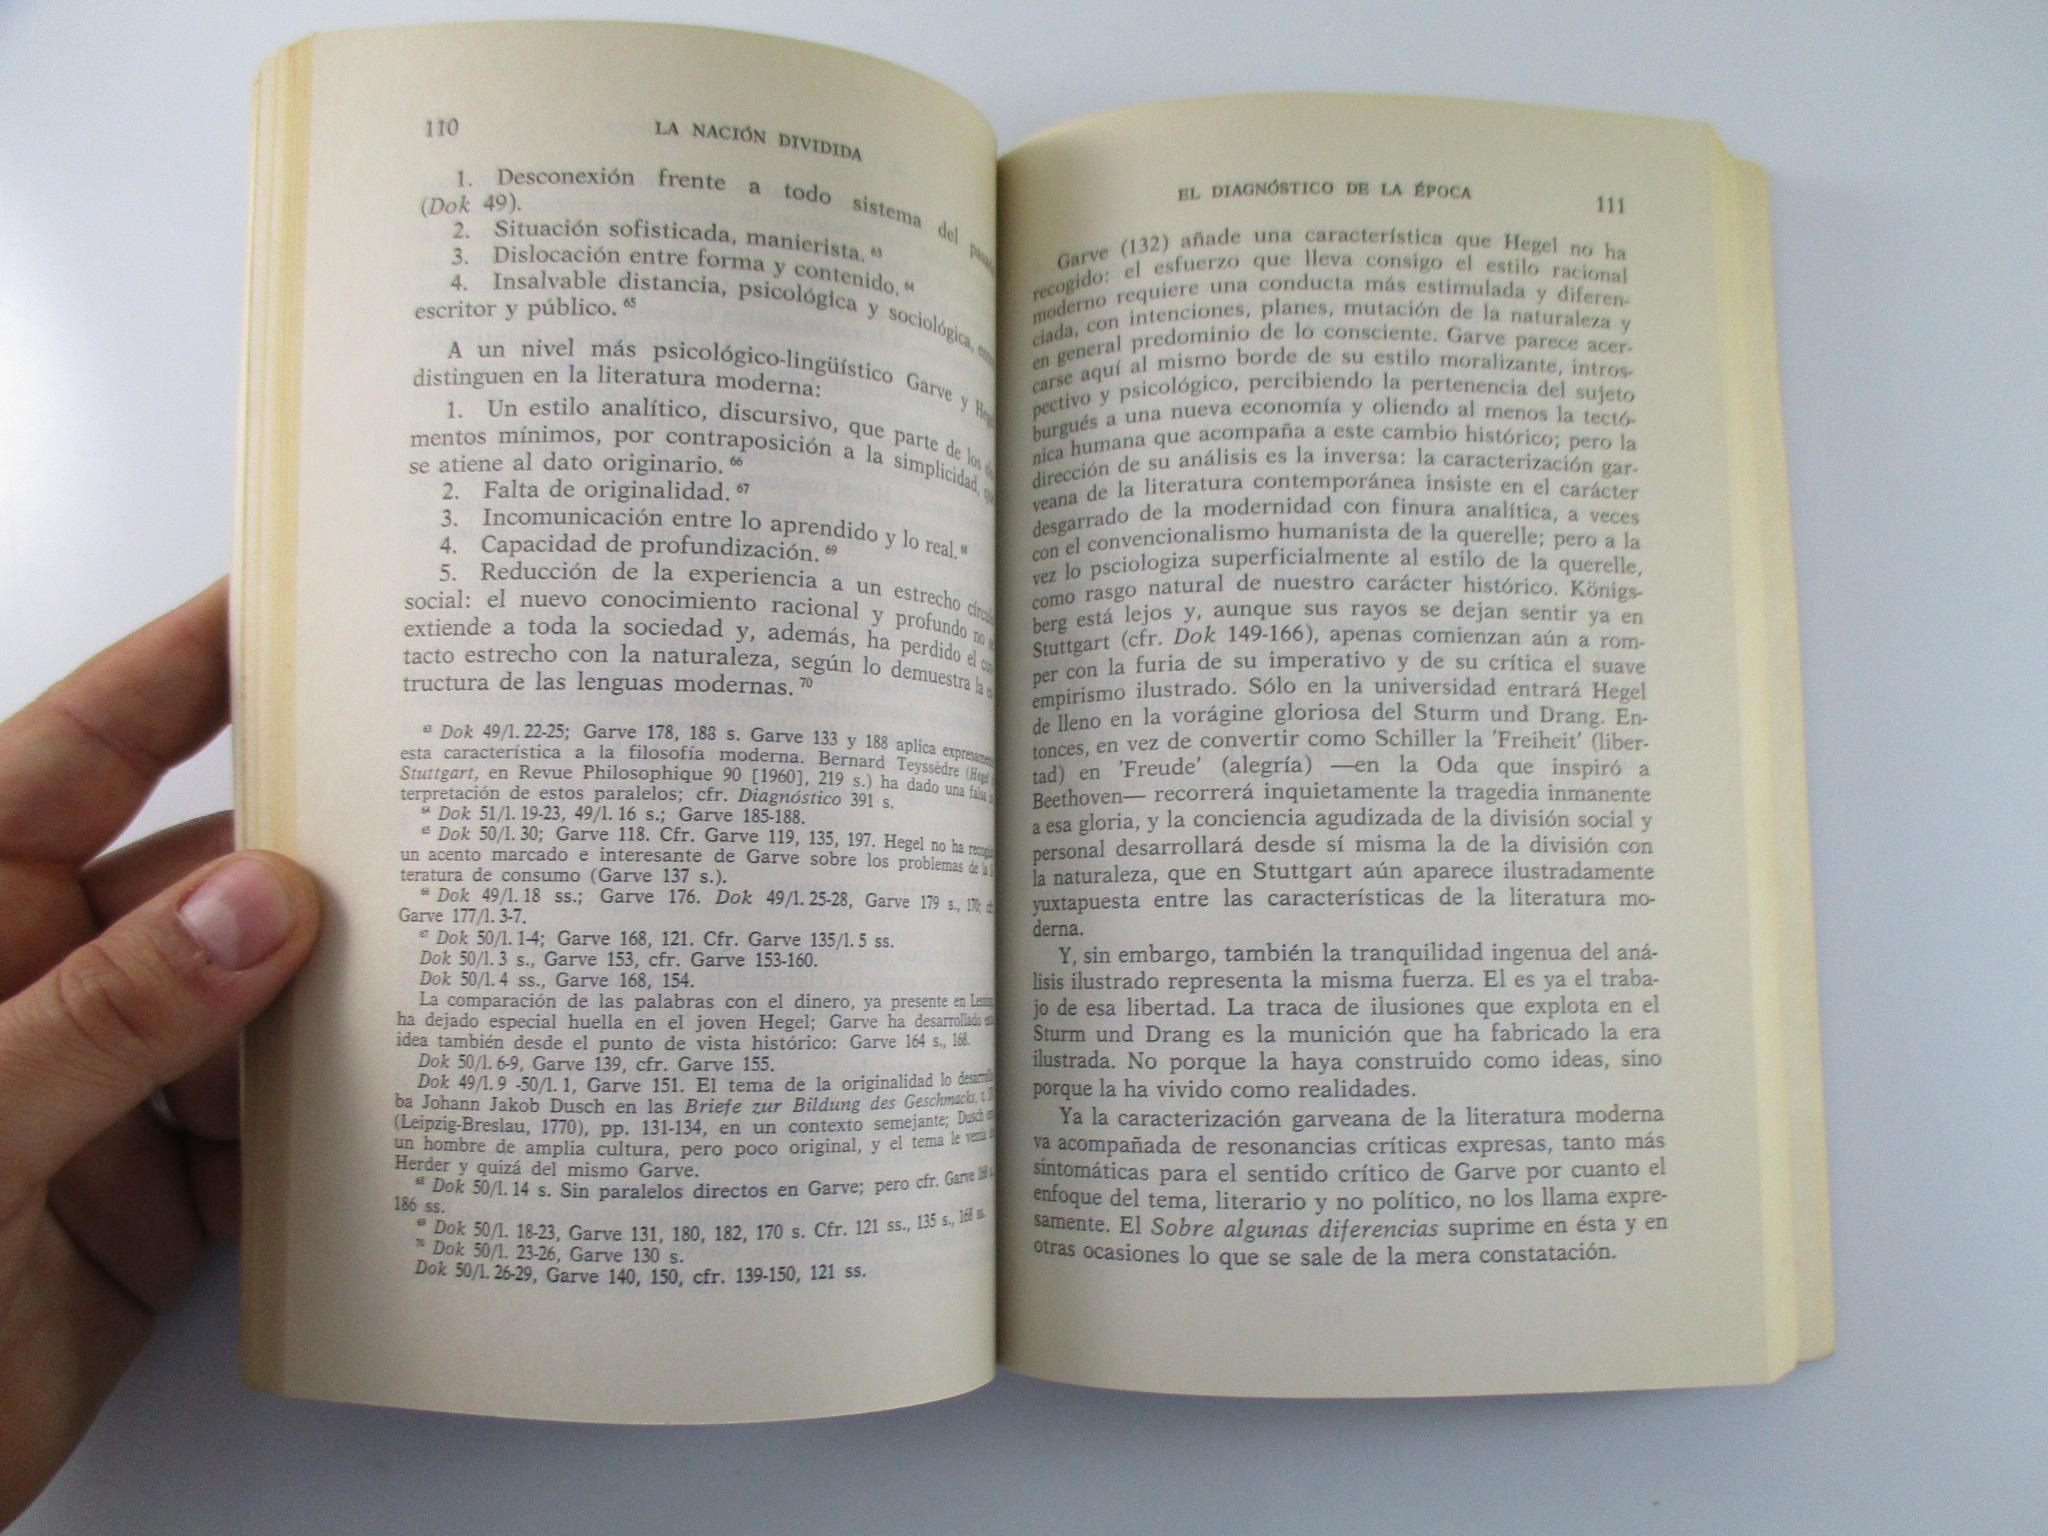 110
LA NACIÓN DIVIDIDA
1. Desconexión frente a todo sistema del
(Dok 49).
2. Situación sofisticada, manierista. 63
3. Dislocación entre forma y contenido. 64
4. Insalvable distancia, psicológica y sociológica,
escritor y público. 65
A un nivel más psicológico-lingüístico Garve y
distinguen en la literatura moderna:
1. Un estilo analítico, discursivo, que parte de los
mentos mínimos, por contraposición a la simplicidad,
se atiene al dato originario. 66
2. Falta de originalidad. 67
3. Incomunicación entre lo aprendido y lo real. 68
4. Capacidad de profundización. 69
5. Reducción de la experiencia a un estrecho
social: el nuevo conocimiento racional y profundo no se
extiende a toda la sociedad y, además, ha perdido el
tacto estrecho con la naturaleza, según lo demuestra la
tructura de las lenguas modernas. 70
63 Dok 49/l. 22-25; Garve 178, 188 s. Garve 133 y 188 aplica
esta característica a la filosofía moderna. Bernard Teyssèdre (Hegel
Stuttgart, en Revue Philosophique 90 [1960], 219 s.) ha dado una falsa
terpretación de estos paralelos; cfr. Diagnóstico 391 s.
64 Dok 51/l. 19-23, 49/l. 16 s.; Garve 185-188.
65 Dok 50/l. 30; Garve 118. Cfr. Garve 119, 135, 197. Hegel no ha
un acento marcado e interesante de Garve sobre los problemas de la
teratura de consumo (Garve 137 s.).
66 Dok 49/l. 18 ss.; Garve 176. Dok 49/l. 25-28, Garve 179 s., 170;
Garve 177/l. 3-7.
67 Dok 50/l. 1-4; Garve 168, 121. Cfr. Garve 135/l. 5 ss.
Dok 50/l. 3 s., Garve 153, cfr. Garve 153-160.
Dok 50/l. 4 ss., Garve 168, 154.
La comparación de las palabras con el dinero, ya presente en
ha dejado especial huella en el joven Hegel; Garve ha desarrollado
idea también desde el punto de vista histórico: Garve 164 s., 168.
Dok 50/l. 6-9, Garve 139, cfr. Garve 155.
Dok 49/l. 9 -50/l. 1, Garve 151. El tema de la originalidad lo
ba Johann Jakob Dusch en las Briefe zur Bildung des Geschmacks, t.
(Leipzig-Breslau, 1770), pp. 131-134, en un contexto semejante; Dusch
un hombre de amplia cultura, pero poco original, y el tema le venía
Herder y quizá del mismo Garve.
68 Dok 50/l. 14 s. Sin paralelos directos en Garve; pero cfr. Garve 168
186 ss.
69 Dok 50/l. 18-23, Garve 131, 180, 182, 170 s. Cfr. 121 ss., 135 s., 168 ss.
70 Dok 50/l. 23-26, Garve 130 s.
Dok 50/l. 26-29, Garve 140, 150, cfr. 139-150, 121 ss.
EL DIAGNÓSTICO DE LA ÉPOCA
111
Garve (132) añade una característica que Hegel no ha
recogido: el esfuerzo que lleva consigo el estilo racional
moderno requiere una conducta más estimulada y diferen-
ciada, con intenciones, planes, mutación de la naturaleza y
en general predominio de lo consciente. Garve parece acer-
carse aquí al mismo borde de su estilo moralizante, intros-
pectivo y psicológico, percibiendo la pertenencia del sujeto
burgués a una nueva economía y oliendo al menos la tectó-
nica humana que acompaña a este cambio histórico; pero la
dirección de su análisis es la inversa: la caracterización gar-
veana de la literatura contemporánea insiste en el carácter
desgarrado de la modernidad con finura analítica, a veces
con el convencionalismo humanista de la querelle; pero a la
vez lo psciologiza superficialmente al estilo de la querelle,
como rasgo natural de nuestro carácter histórico. Königs-
berg está lejos y, aunque sus rayos se dejan sentir ya en
Stuttgart (cfr. Dok 149-166), apenas comienzan aún a rom-
per con la furia de su imperativo y de su crítica el suave
empirismo ilustrado. Sólo en la universidad entrará Hegel
de lleno en la vorágine gloriosa del Sturm und Drang. En-
tonces, en vez de convertir como Schiller la 'Freiheit' (liber-
tad) en 'Freude' (alegría) —en la Oda que inspiró a
Beethoven— recorrerá inquietamente la tragedia inmanente
a esa gloria, y la conciencia agudizada de la división social y
personal desarrollará desde sí misma la de la división con
la naturaleza, que en Stuttgart aún aparece ilustradamente
yuxtapuesta entre las características de la literatura mo-
derna.
Y, sin embargo, también la tranquilidad ingenua del aná-
lisis ilustrado representa la misma fuerza. El es ya el traba-
jo de esa libertad. La traca de ilusiones que explota en el
Sturm und Drang es la munición que ha fabricado la era
ilustrada. No porque la haya construido como ideas, sino
porque la ha vivido como realidades.
Ya la caracterización garveana de la literatura moderna
va acompañada de resonancias críticas expresas, tanto más
sintomáticas para el sentido crítico de Garve por cuanto el
enfoque del tema, literario y no político, no los llama expre-
samente. El Sobre algunas diferencias suprime en ésta y en
otras ocasiones lo que se sale de la mera constatación.